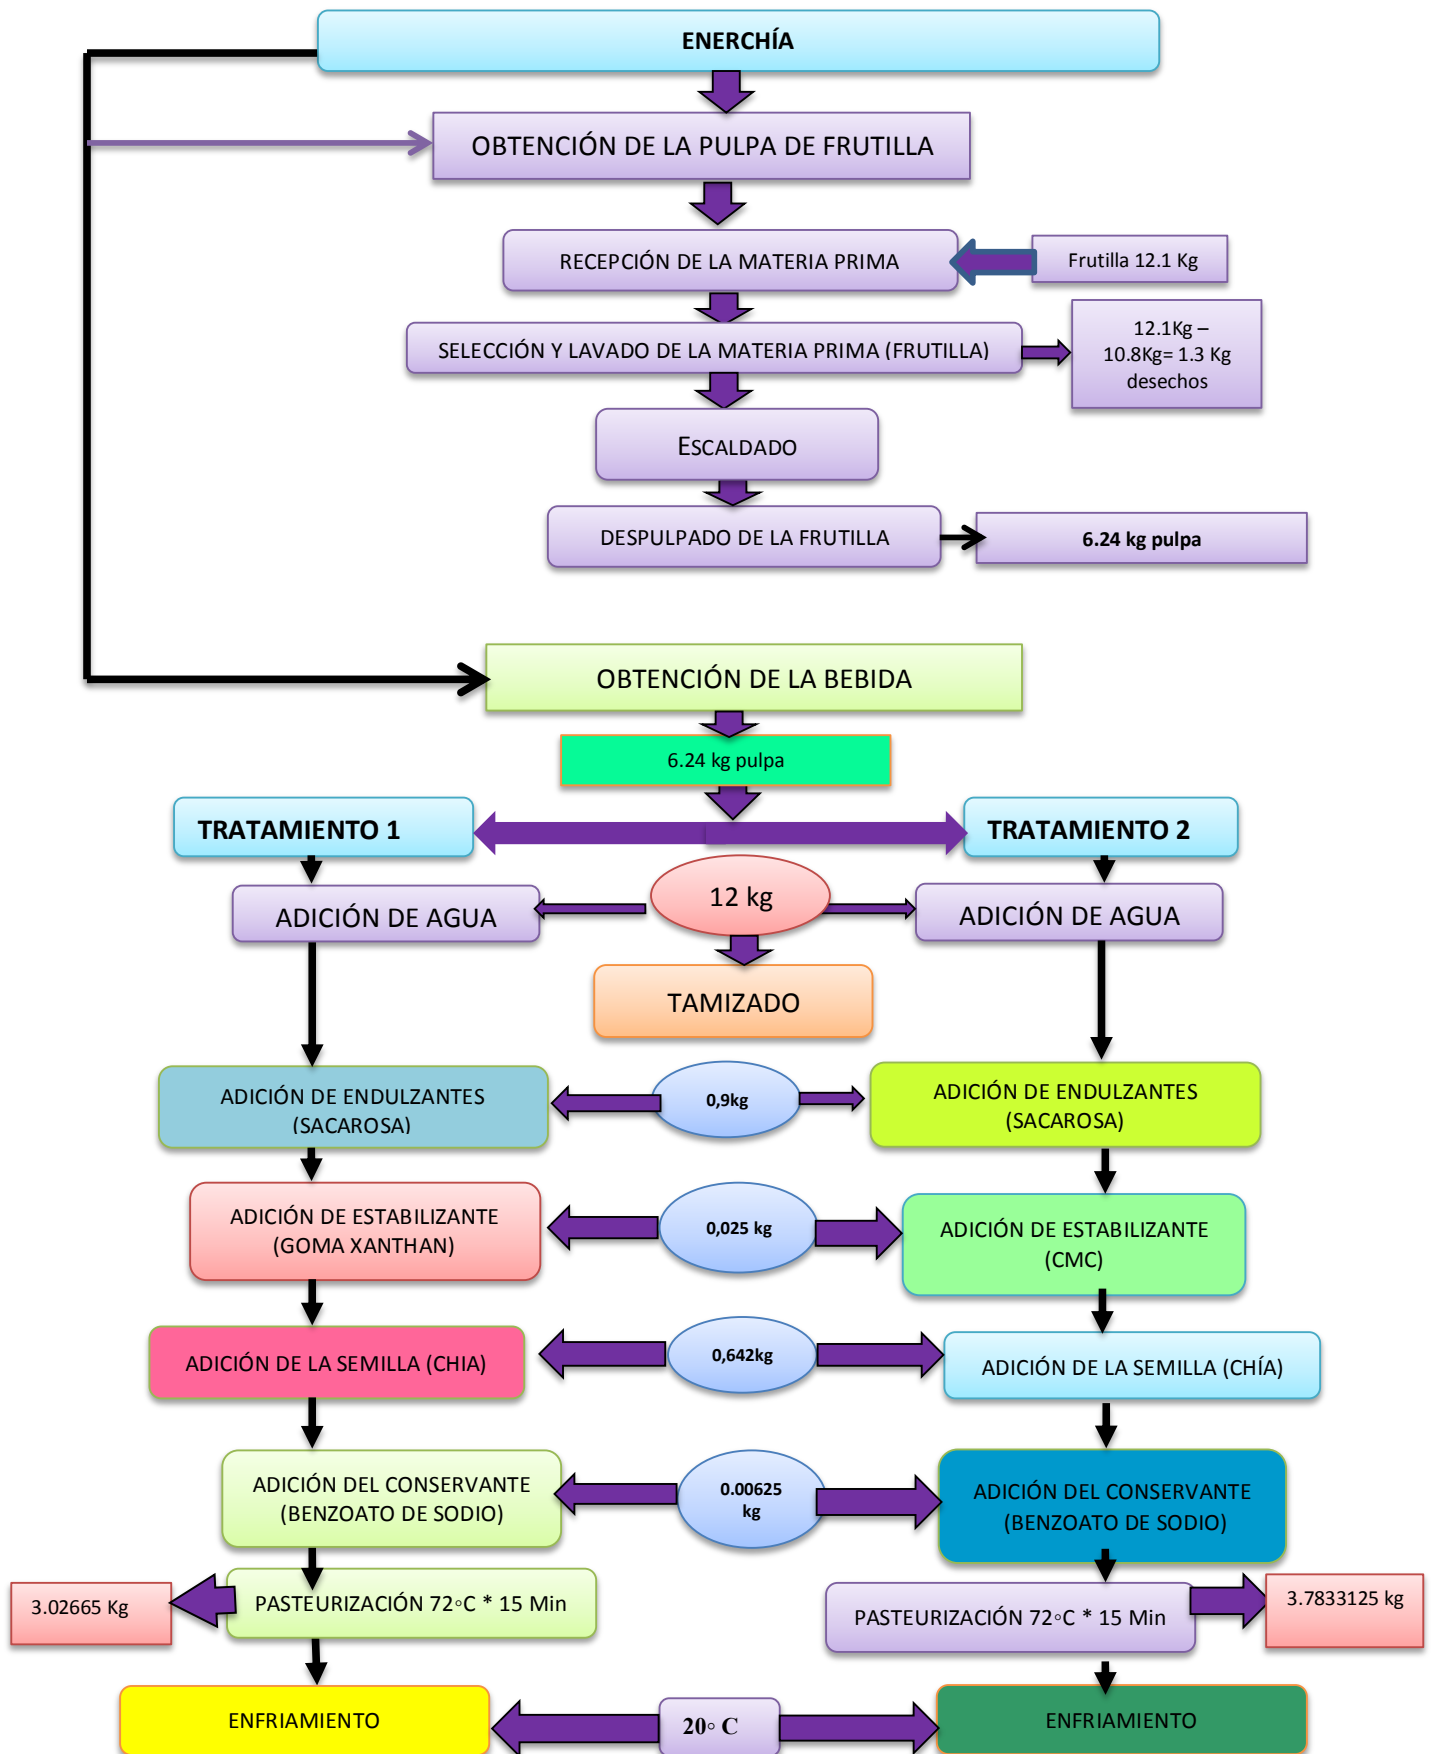 ENERCHÍA
OBTENCIÓN DE LA PULPA DE FRUTILLA
RECEPCIÓN DE LA MATERIA PRIMA
Frutilla 12.1 Kg
SELECCIÓN Y LAVADO DE LA MATERIA PRIMA (FRUTILLA)
12.1Kg –
10.8Kg= 1.3 Kg
desechos
ESCALDADO
DESPULPADO DE LA FRUTILLA
6.24 kg pulpa
OBTENCIÓN DE LA BEBIDA
6.24 kg pulpa
TRATAMIENTO 1
TRATAMIENTO 2
ADICIÓN DE AGUA
12 kg
ADICIÓN DE AGUA
TAMIZADO
ADICIÓN DE ENDULZANTES
(SACAROSA)
0,9kg
ADICIÓN DE ENDULZANTES
(SACAROSA)
ADICIÓN DE ESTABILIZANTE
(GOMA XANTHAN)
0,025 kg
ADICIÓN DE ESTABILIZANTE
(CMC)
ADICIÓN DE LA SEMILLA (CHIA)
0,642kg
ADICIÓN DE LA SEMILLA (CHÍA)
ADICIÓN DEL CONSERVANTE
(BENZOATO DE SODIO)
0.00625
kg
ADICIÓN DEL CONSERVANTE
(BENZOATO DE SODIO)
3.02665 Kg
PASTEURIZACIÓN 72◦C * 15 Min
PASTEURIZACIÓN 72◦C * 15 Min
3.7833125 kg
ENFRIAMIENTO
20◦ C
ENFRIAMIENTO